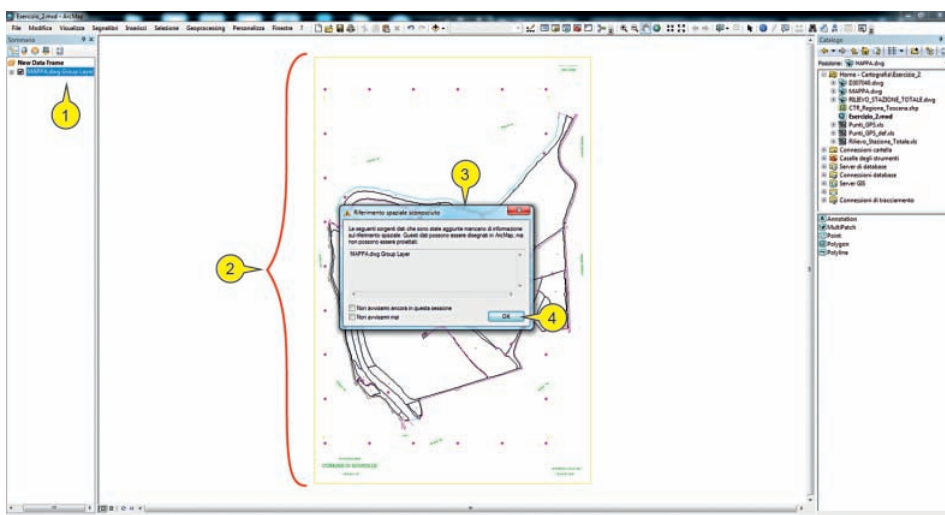 Esercizio_2.mxd - ArcMap
File Modifica Visualizza Segnalibri Inserisci Selezione Geoprocessing Personalizza Finestre ?
Sommario
New Data Frame
MAPPA.dwg Group Layer
1
2
3
Riferimento spaziale sconosciuto
Le seguenti sorgenti dati che sono state aggiunte mancano di informazione
sul riferimento spaziale. Questi dati possono essere disegnati in ArcMap, ma
non possono essere proiettati:
MAPPA.dwg Group Layer
Non avvisarmi ancora in questa sessione
Non avvisarmi mai
OK
4
Catalogo
Posizione: MAPPA.dwg
Home - Cartografia\Esercizio_2
MAPPA.dwg
RILIEVO_STAZIONE_TOTALE.dwg
CTR_Regione_Toscana.shp
Esercizio_2.mxd
Punti_GPS.xls
Punti_GPS_def.xls
Rilievo_Stazione_Totale.xls
Connessioni cartella
Caselle degli strumenti
Server di database
Connessioni database
Server GIS
Connessioni di tracciamento
Annotation
MultiPatch
Point
Polygon
Polyline